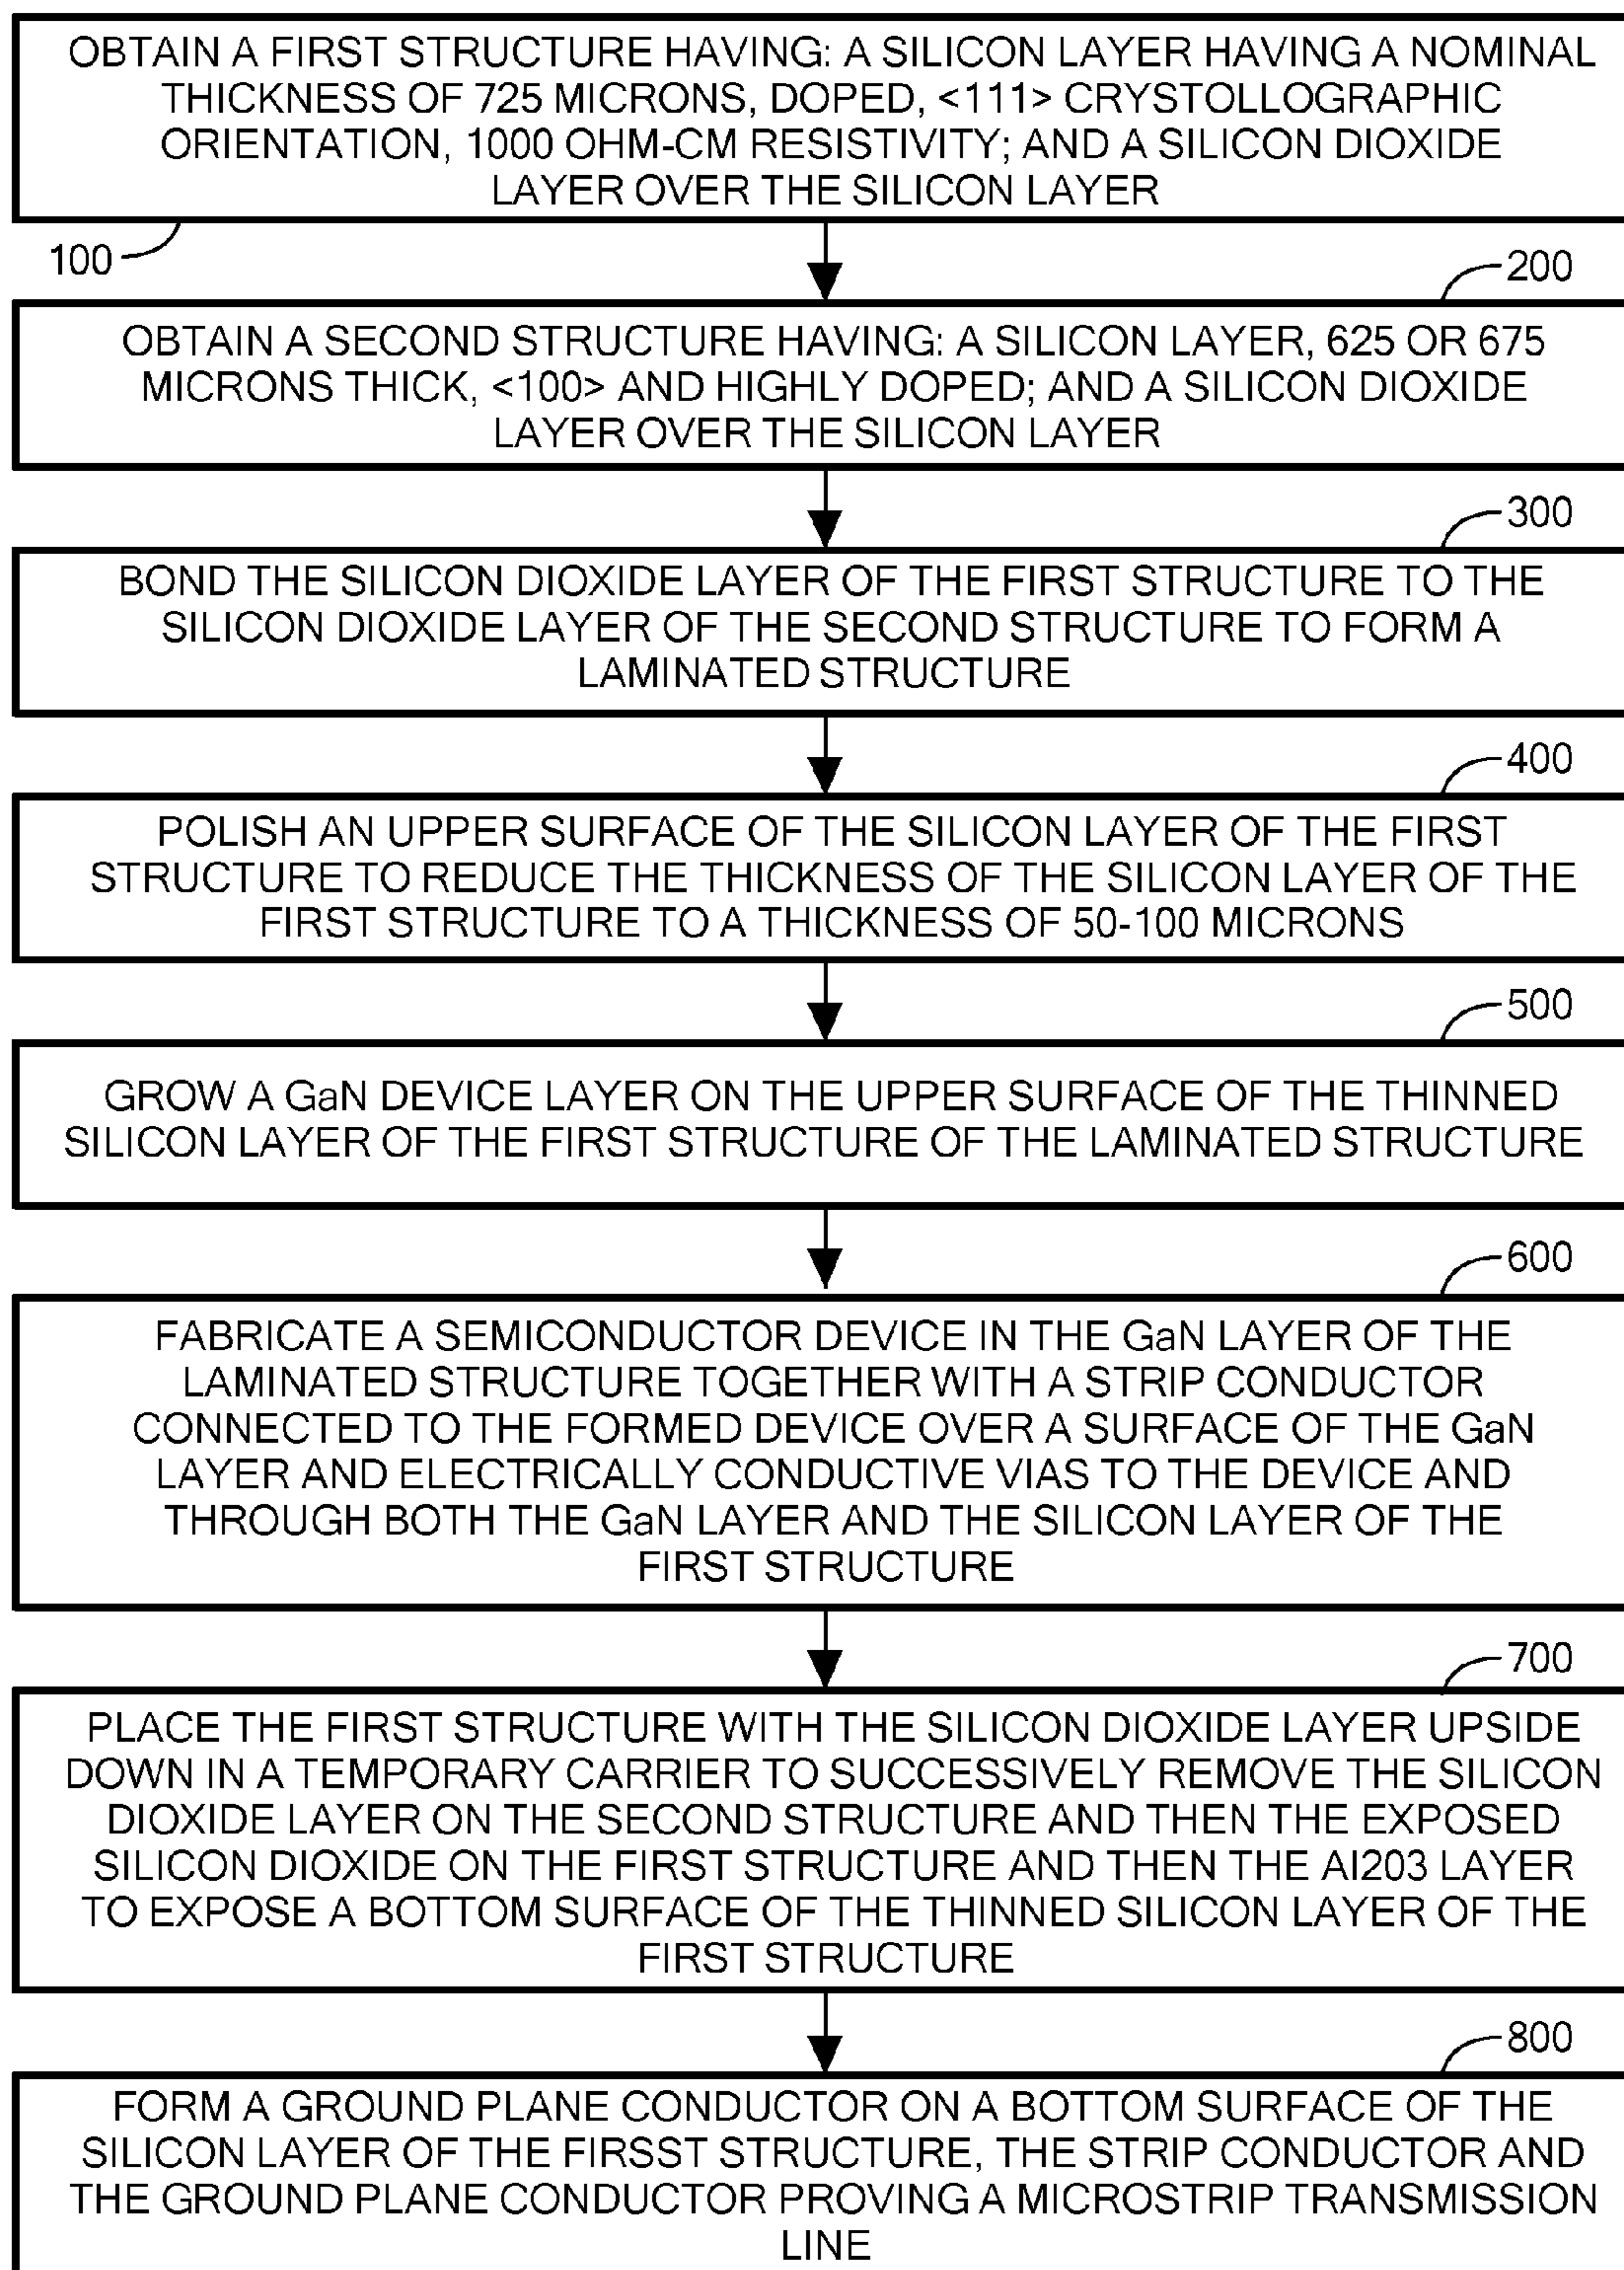 OBTAIN A FIRST STRUCTURE HAVING: A SILICON LAYER HAVING A NOMINAL
THICKNESS OF 725 MICRONS, DOPED, <111> CRYSTOLLOGRAPHIC
ORIENTATION, 1000 OHM-CM RESISTIVITY; AND A SILICON DIOXIDE
LAYER OVER THE SILICON LAYER
100
200
OBTAIN A SECOND STRUCTURE HAVING: A SILICON LAYER, 625 OR 675
MICRONS THICK, <100> AND HIGHLY DOPED; AND A SILICON DIOXIDE
LAYER OVER THE SILICON LAYER
300
BOND THE SILICON DIOXIDE LAYER OF THE FIRST STRUCTURE TO THE
SILICON DIOXIDE LAYER OF THE SECOND STRUCTURE TO FORM A
LAMINATED STRUCTURE
400
POLISH AN UPPER SURFACE OF THE SILICON LAYER OF THE FIRST
STRUCTURE TO REDUCE THE THICKNESS OF THE SILICON LAYER OF THE
FIRST STRUCTURE TO A THICKNESS OF 50-100 MICRONS
500
GROW A GaN DEVICE LAYER ON THE UPPER SURFACE OF THE THINNED
SILICON LAYER OF THE FIRST STRUCTURE OF THE LAMINATED STRUCTURE
600
FABRICATE A SEMICONDUCTOR DEVICE IN THE GaN LAYER OF THE
LAMINATED STRUCTURE TOGETHER WITH A STRIP CONDUCTOR
CONNECTED TO THE FORMED DEVICE OVER A SURFACE OF THE GaN
LAYER AND ELECTRICALLY CONDUCTIVE VIAS TO THE DEVICE AND
THROUGH BOTH THE GaN LAYER AND THE SILICON LAYER OF THE
FIRST STRUCTURE
700
PLACE THE FIRST STRUCTURE WITH THE SILICON DIOXIDE LAYER UPSIDE
DOWN IN A TEMPORARY CARRIER TO SUCCESSIVELY REMOVE THE SILICON
DIOXIDE LAYER ON THE SECOND STRUCTURE AND THEN THE EXPOSED
SILICON DIOXIDE ON THE FIRST STRUCTURE AND THEN THE Al203 LAYER
TO EXPOSE A BOTTOM SURFACE OF THE THINNED SILICON LAYER OF THE
FIRST STRUCTURE
800
FORM A GROUND PLANE CONDUCTOR ON A BOTTOM SURFACE OF THE
SILICON LAYER OF THE FIRSST STRUCTURE, THE STRIP CONDUCTOR AND
THE GROUND PLANE CONDUCTOR PROVING A MICROSTRIP TRANSMISSION
LINE